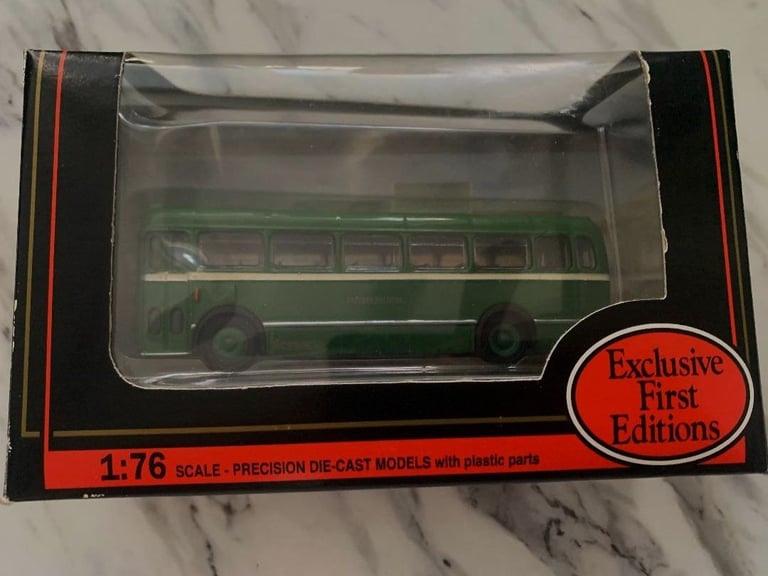 Exclusive
First
Editions
1:76 SCALE - PRECISION DIE-CAST MODELS with plastic parts